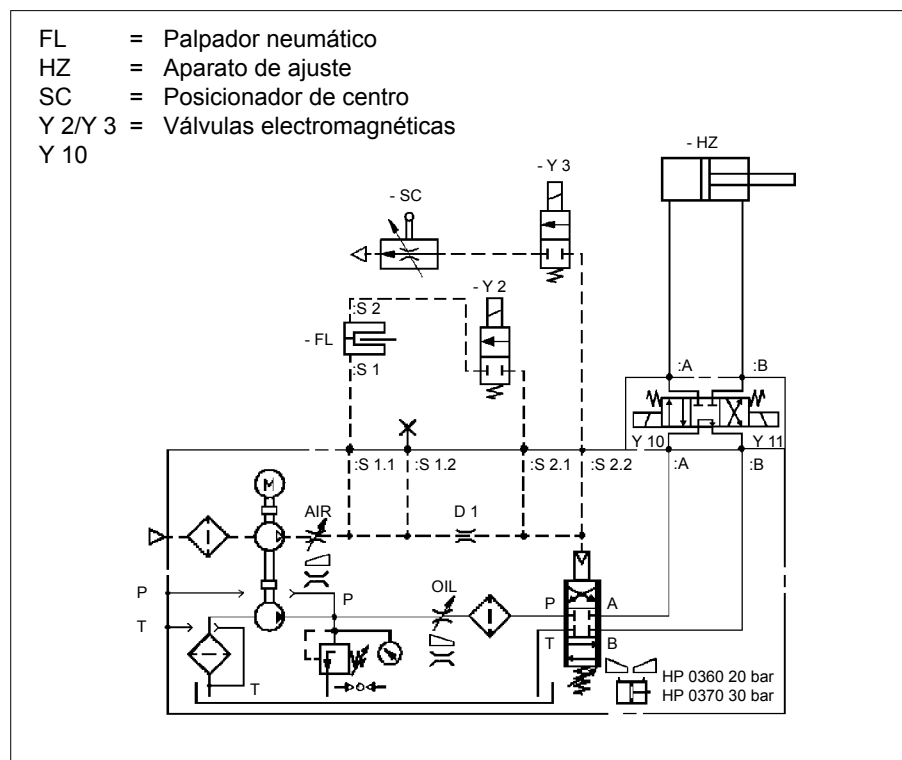 FL = Palpador neumático
HZ = Aparato de ajuste
SC = Posicionador de centro
Y 2/Y 3 = Válvulas electromagnéticas
Y 10
- HZ
- Y 3
- SC
- Y 2
:S 2
- FL
:S 1
:A :B
Y 10 Y 11
:S 1.1 :S 1.2 :S 2.1 :S 2.2 :A :B
M
AIR D 1
P P OIL P A
T T B
T
HP 0360 20 bar
HP 0370 30 bar